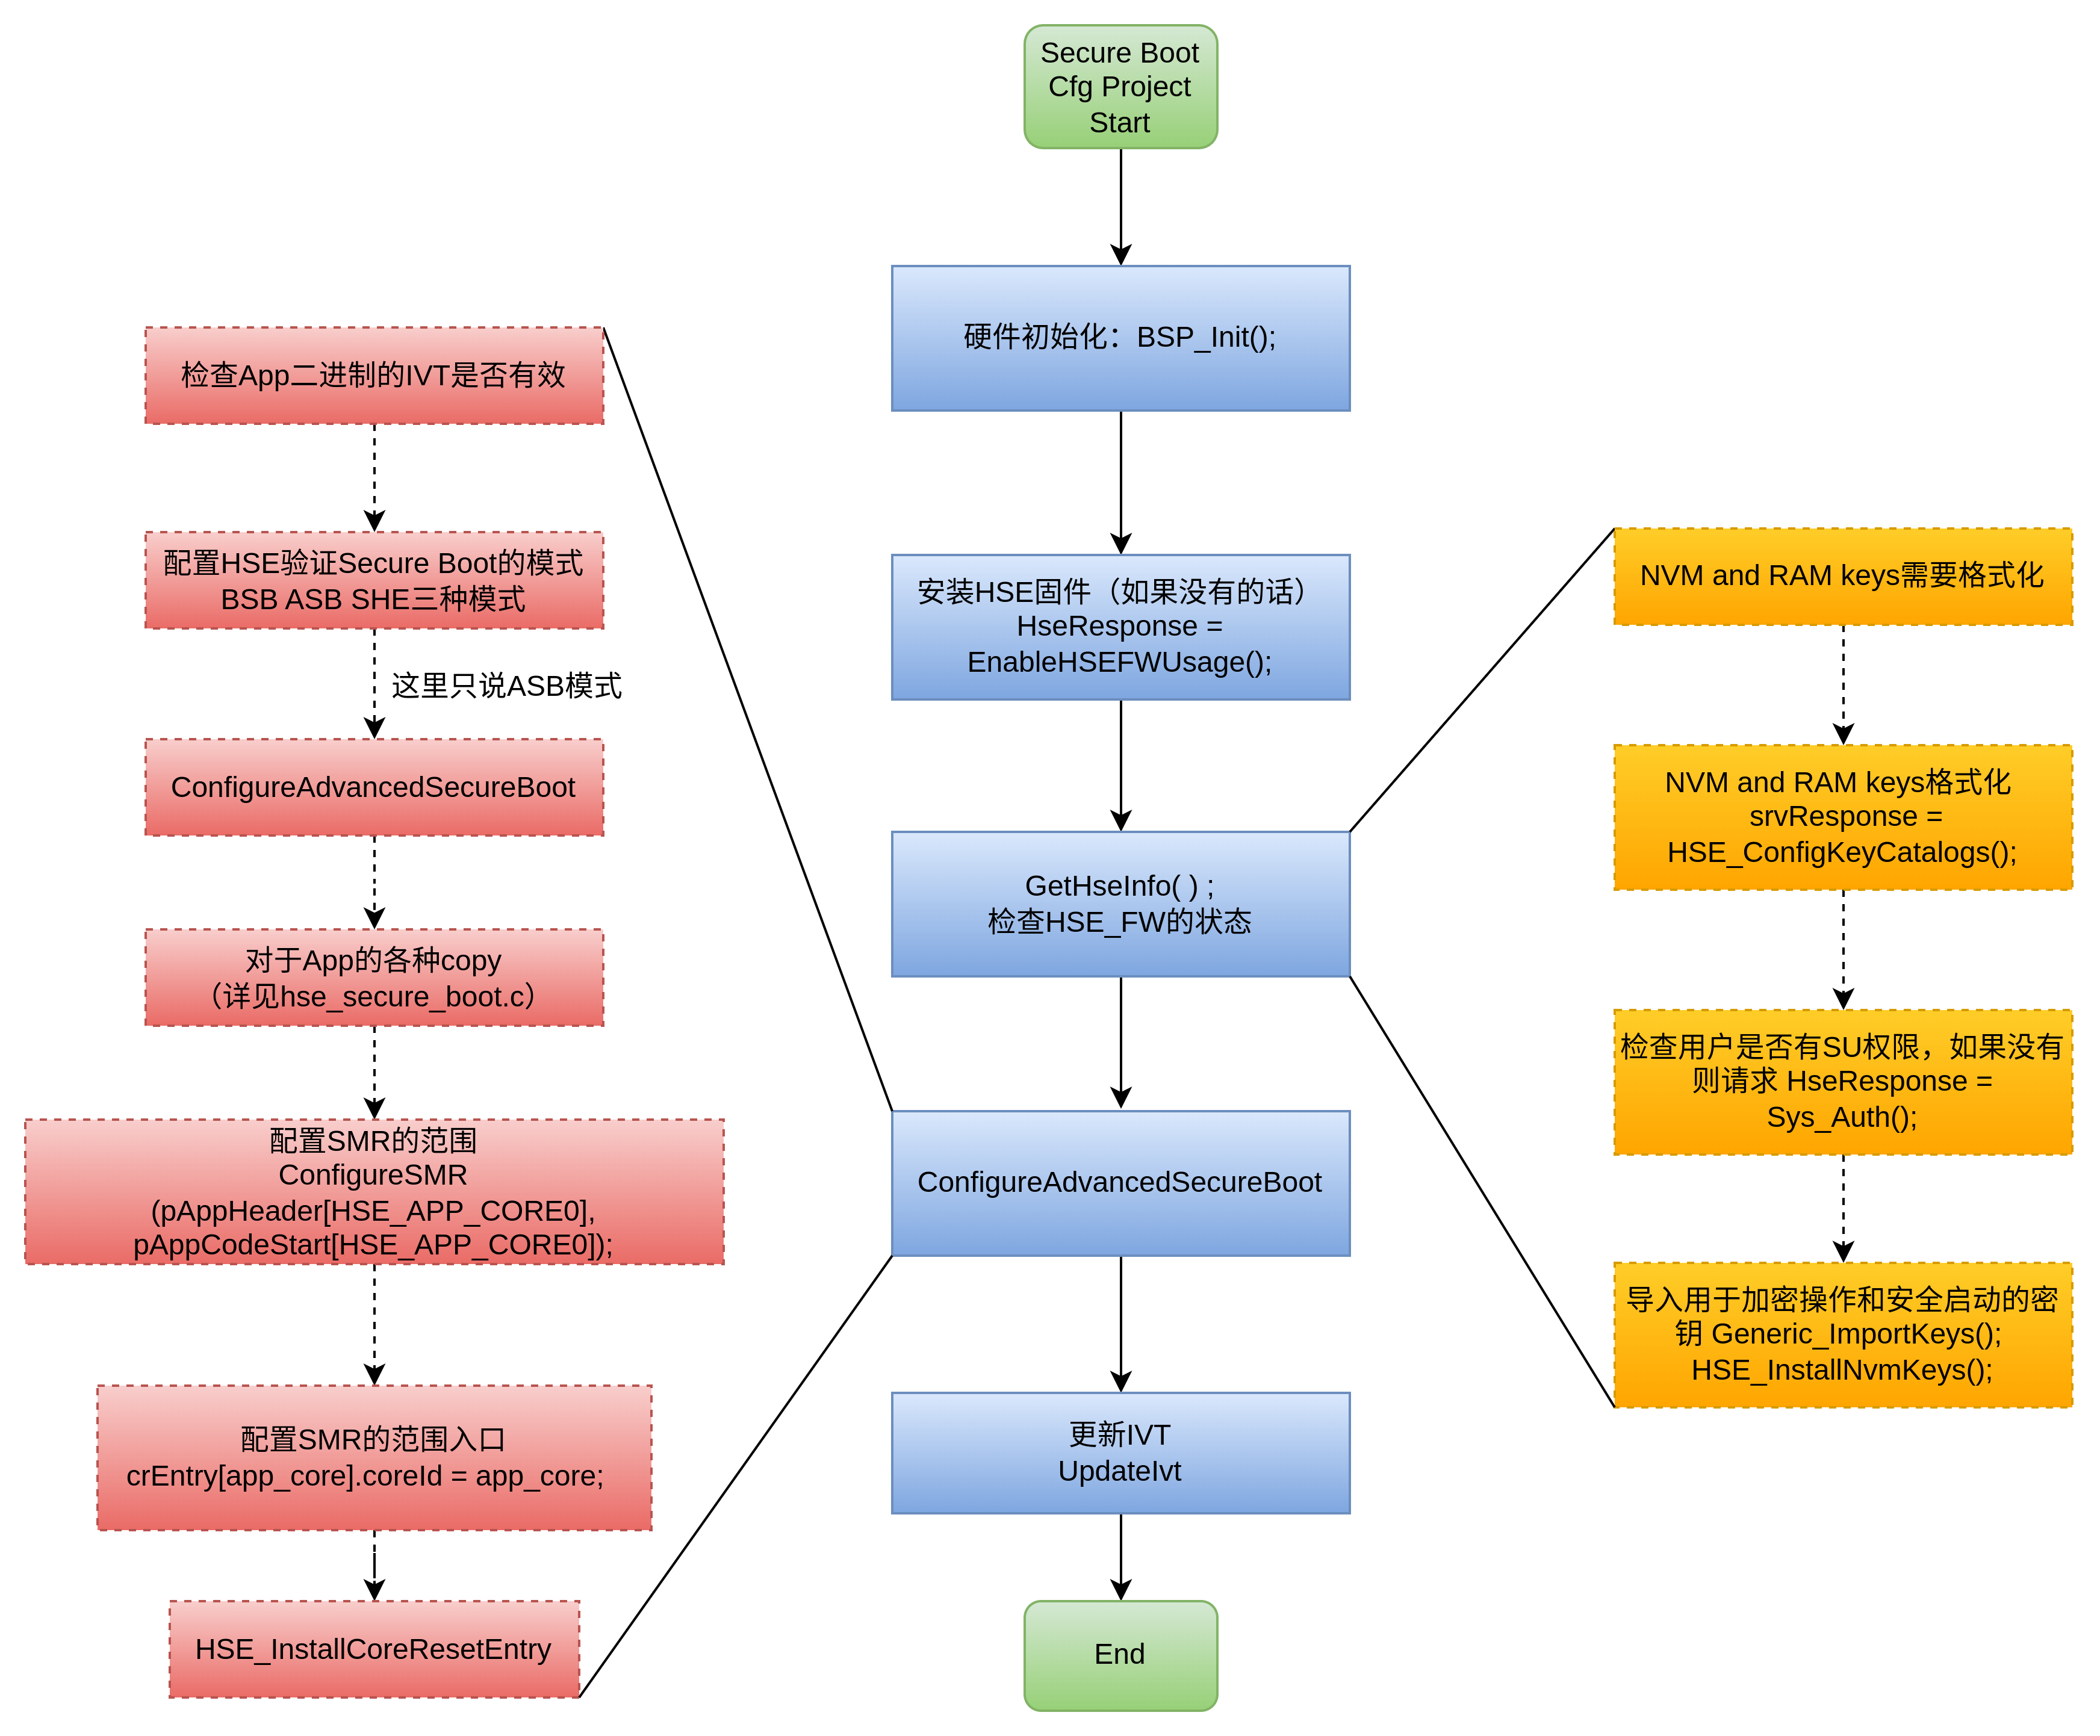 Secure Boot
Cfg Project
Start
硬件初始化：BSP_Init();
安装HSE固件（如果没有的话）
HseResponse =
EnableHSEFWUsage();
GetHseInfo( ) ;
检查HSE_FW的状态
ConfigureAdvancedSecureBoot
更新IVT
UpdateIvt
End
检查App二进制的IVT是否有效
配置HSE验证Secure Boot的模式
BSB ASB SHE三种模式
这里只说ASB模式
ConfigureAdvancedSecureBoot
对于App的各种copy
（详见hse_secure_boot.c）
配置SMR的范围
ConfigureSMR
(pAppHeader[HSE_APP_CORE0],
pAppCodeStart[HSE_APP_CORE0]);
配置SMR的范围入口
crEntry[app_core].coreId = app_core;
HSE_InstallCoreResetEntry
NVM and RAM keys需要格式化
NVM and RAM keys格式化
srvResponse =
HSE_ConfigKeyCatalogs();
检查用户是否有SU权限，如果没有
则请求 HseResponse =
Sys_Auth();
导入用于加密操作和安全启动的密
钥 Generic_ImportKeys();
HSE_InstallNvmKeys();